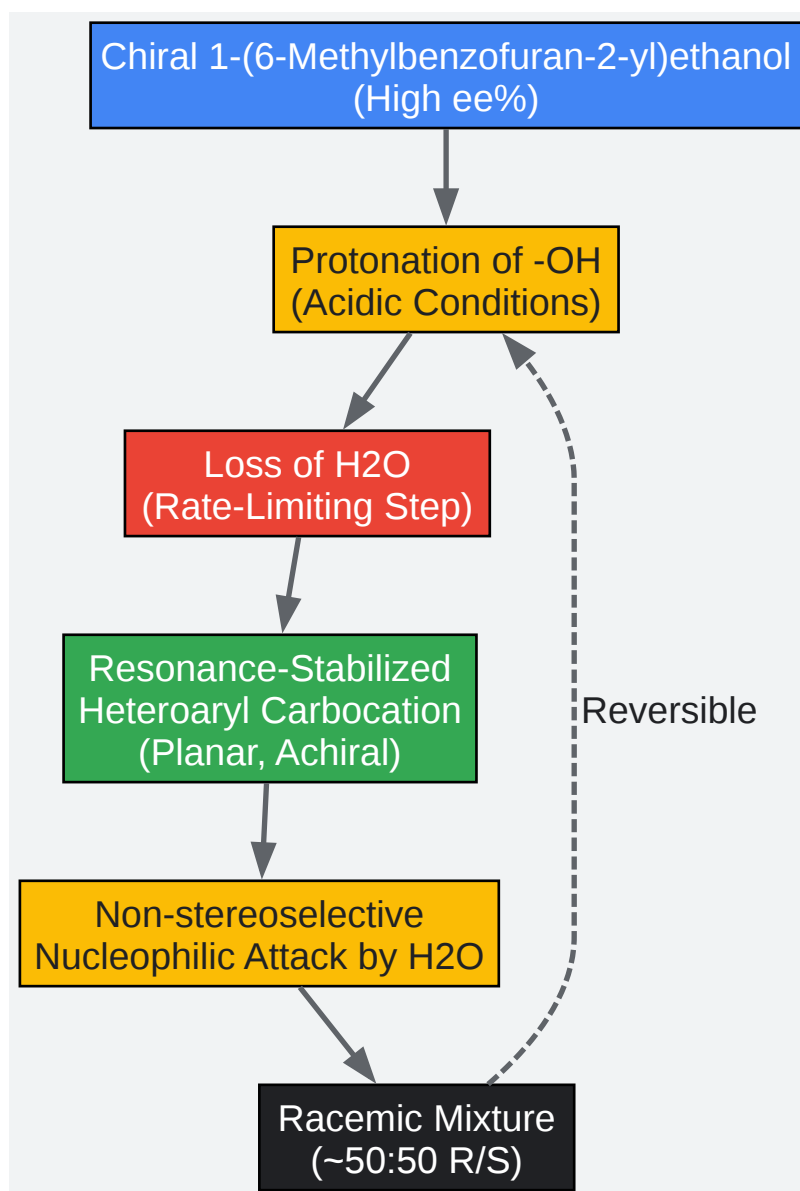 Chiral 1-(6-Methylbenzofuran-2-yl)ethanol
(High ee%)
Protonation of -OH
(Acidic Conditions)
Loss of H2O
(Rate-Limiting Step)
Resonance-Stabilized
Heteroaryl Carbocation
(Planar, Achiral)
Reversible
Non-stereoselective
Nucleophilic Attack by H2O
Racemic Mixture
(~50:50 R/S)